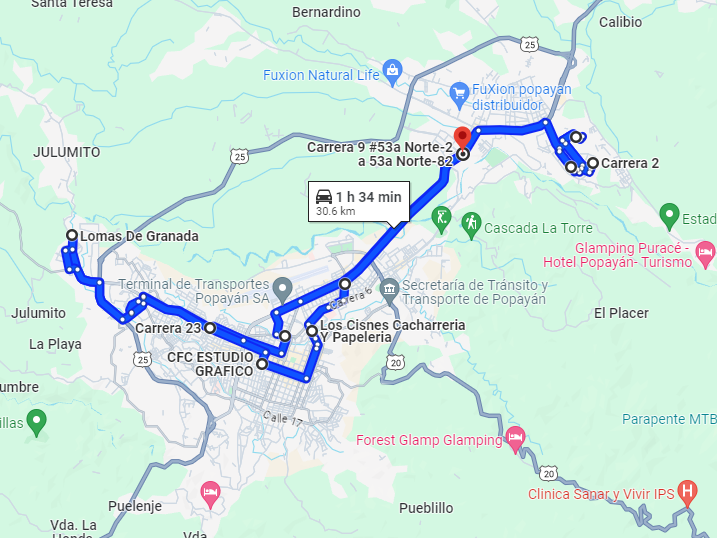 Santa Teresa
Bernardino
Calibio
25
Fuxion Natural Life
FuXion popayan
distribuidor
Carrera 9 #53a Norte-2
a 53a Norte-82
JULUMITO
25
Carrera 2
1 h 34 min
30.6 km
Cascada La Torre
Estad
Lomas De Granada
Glamping Puracé -
Hotel Popayán- Turismo
Terminal de Transportes
Popayán SA
Secretaría de Tránsito y
Transporte de Popayán
Carrera 6
Julumito
Carrera 23
Los Cisnes Cacharreria
Y Papeleria
El Placer
La Playa
25
CFC ESTUDIO
GRAFICO
20
umbre
illas
Calle 17
Parapente MTB
Forest Glamp Glamping
20
Clinica Sanar y Vivir IPS
Puelenje
Pueblillo
Vda. La
Vda